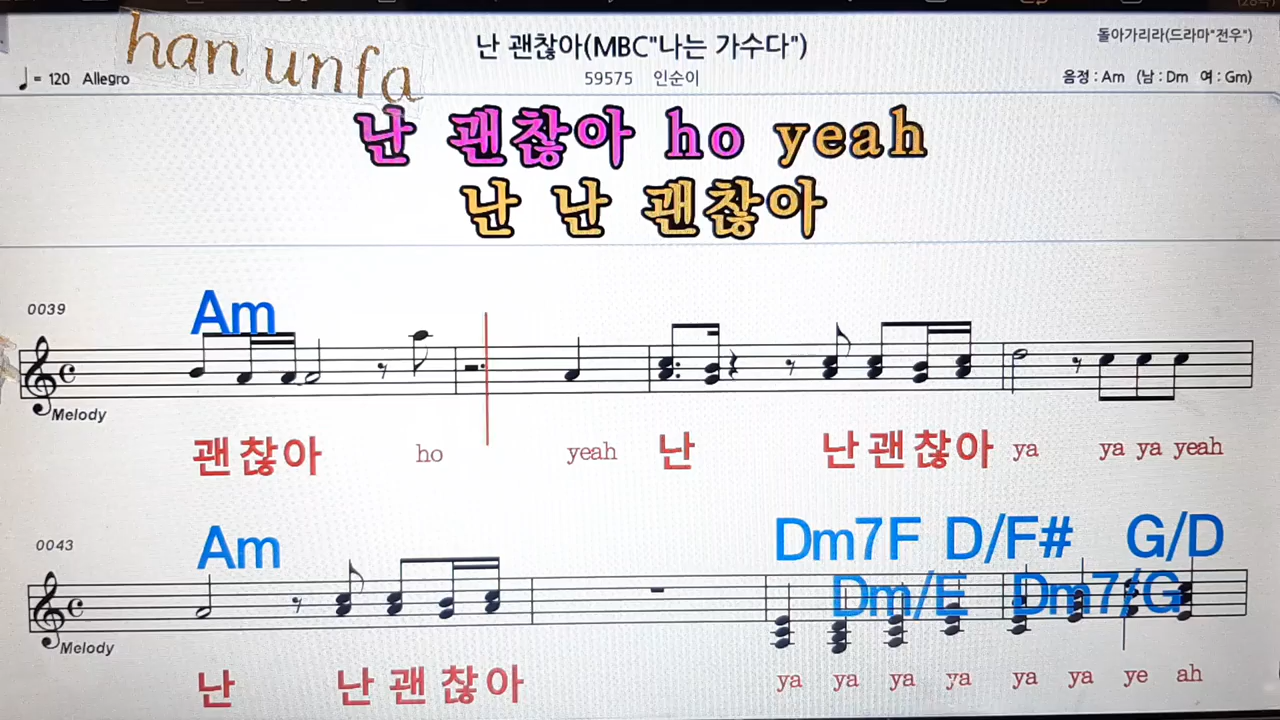 han unfa
난 괜찮아(MBC"나는 가수다")
돌아가리라(드라마"전우")
♩= 120 Allegro
59575 인순이
음정 : Am (남 : Dm 여 : Gm)
난 괜찮아 ho yeah
난 난 괜찮아
0039
Am
Melody
괜 찮 아 ho yeah 난 난 괜 찮 아 ya ya ya yeah
0043
Am Dm7 F D/F# G/D
Dm/E Dm7/G
Melody
난 난 괜 찮 아 ya ya ya ya ya ya ye ah